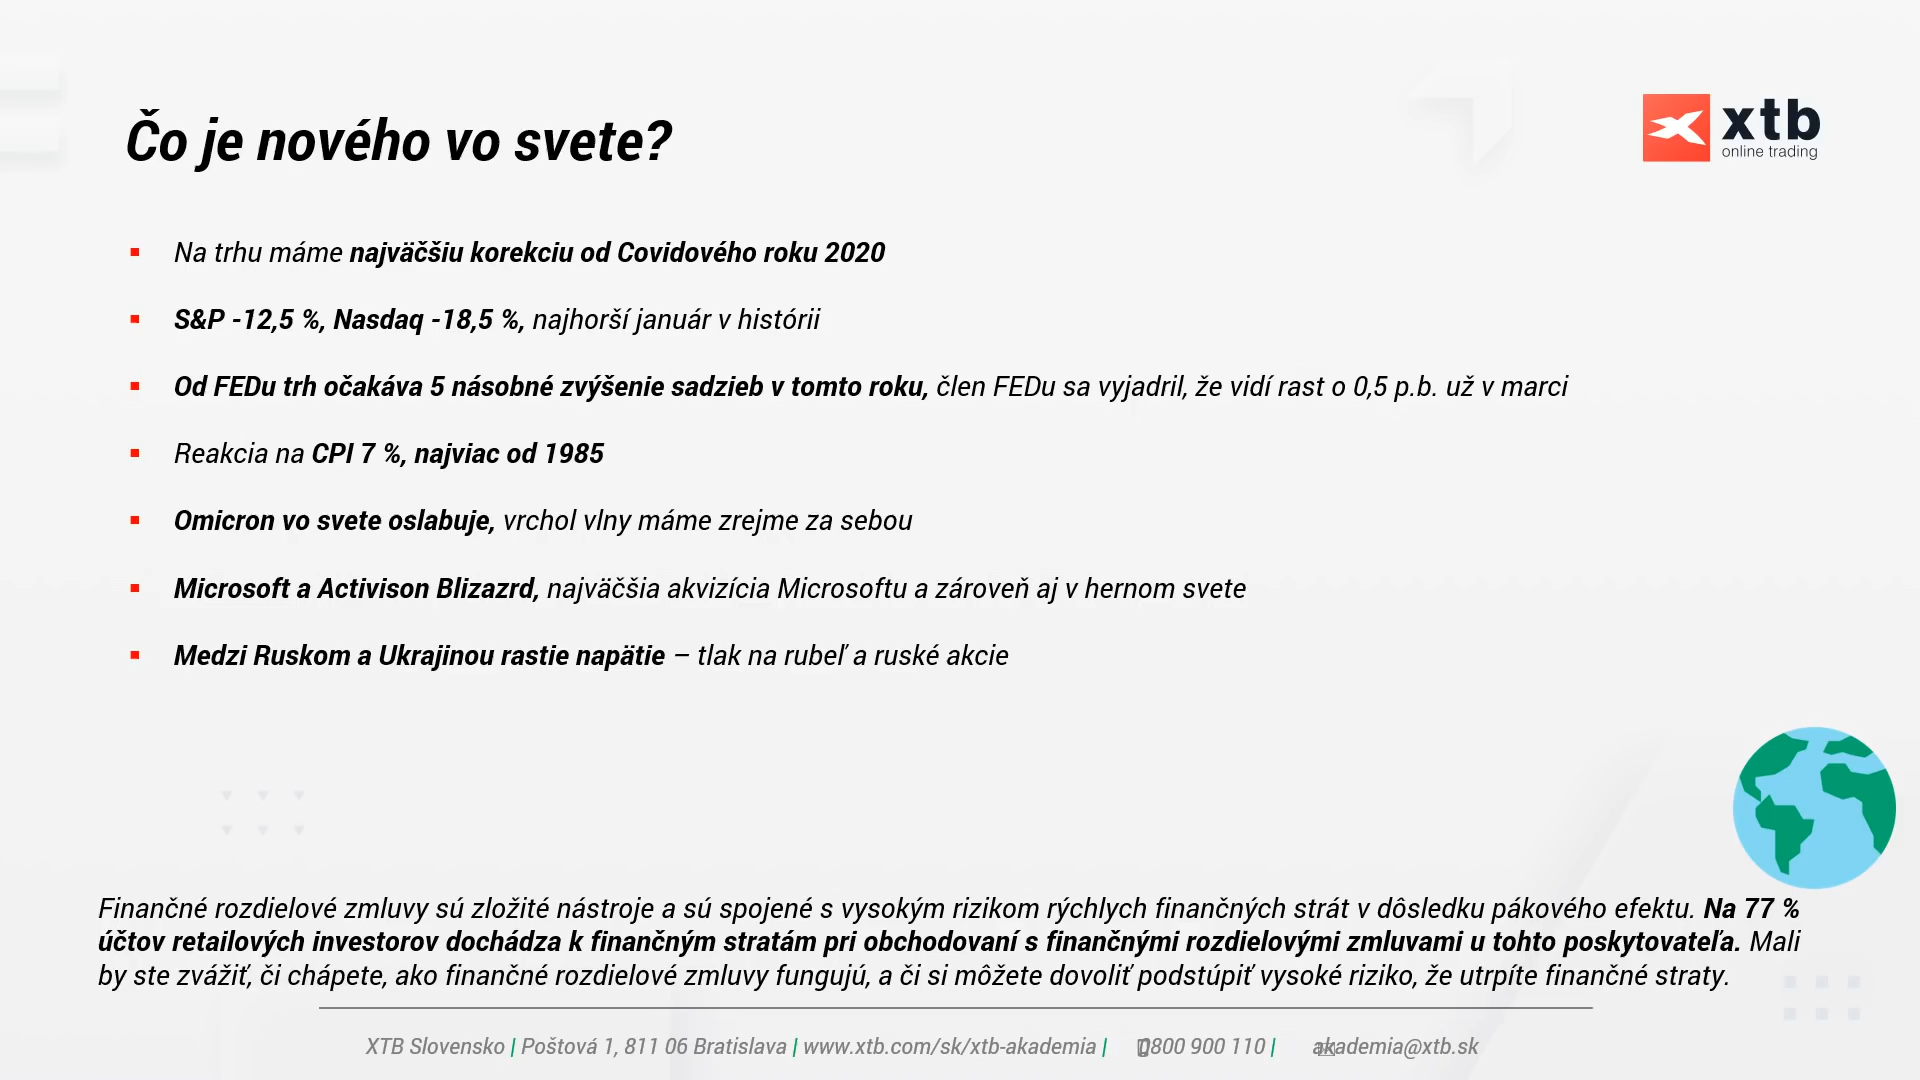 Čo je nového vo svete?
xtb
online trading
Na trhu máme najväčšiu korekciu od Covidového roku 2020
S&P -12,5 %, Nasdaq -18,5 %, najhorší január v histórii
Od FEDu trh očakáva 5 násobné zvýšenie sadzieb v tomto roku, člen FEDu sa vyjadril, že vidí rast o 0,5 p.b. už v marci
Reakcia na CPI 7 %, najviac od 1985
Omicron vo svete oslabuje, vrchol vlny máme zrejme za sebou
Microsoft a Activison Blizazrd, najväčšia akvizícia Microsoftu a zároveň aj v hernom svete
Medzi Ruskom a Ukrajinou rastie napätie – tlak na rubeľ a ruské akcie
Finančné rozdielové zmluvy sú zložité nástroje a sú spojené s vysokým rizikom rýchlych finančných strát v dôsledku pákového efektu. Na 77 %
účtov retailových investorov dochádza k finančným stratám pri obchodovaní s finančnými rozdielovými zmluvami u tohto poskytovateľa. Mali
by ste zvážiť, či chápete, ako finančné rozdielové zmluvy fungujú, a či si môžete dovoliť podstúpiť vysoké riziko, že utrpíte finančné straty.
XTB Slovensko | Poštová 1, 811 06 Bratislava | www.xtb.com/sk/xtb-akademia | 0800 900 110 | akademia@xtb.sk